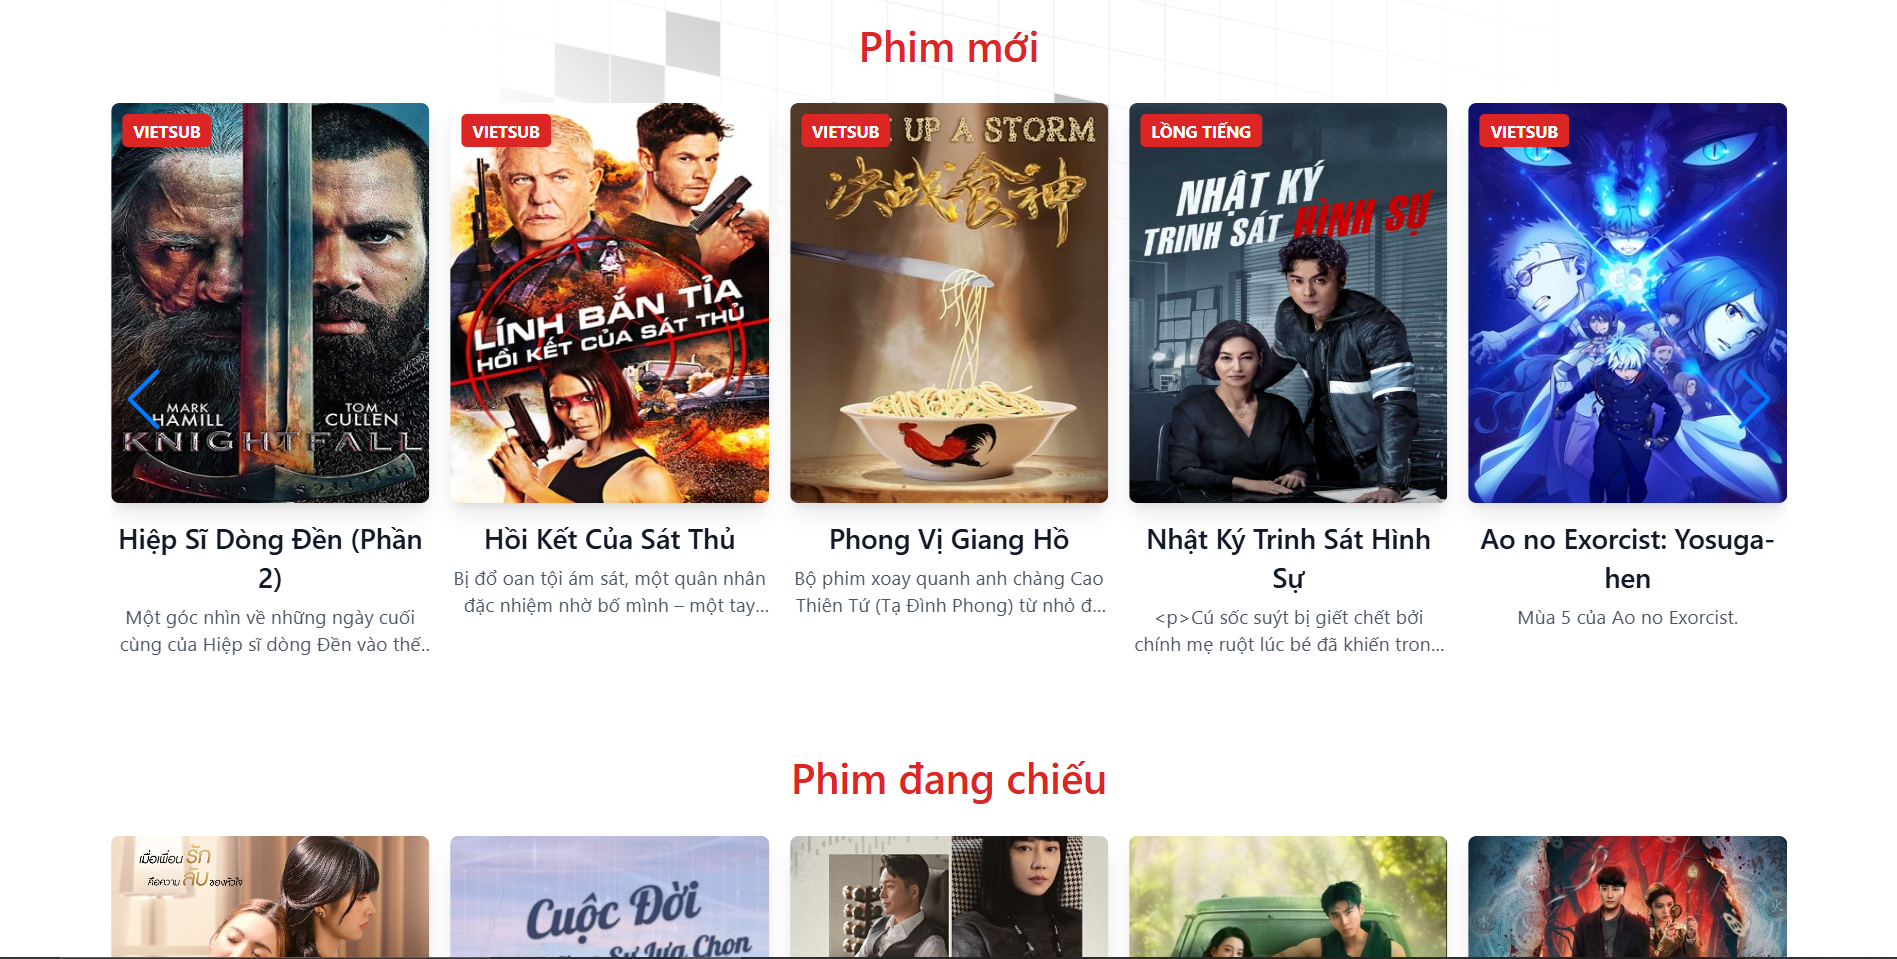 Phim mới
VIETSUB
MARK HAMILL
TOM CULLEN
KNIGHTFALL
Hiệp Sĩ Dòng Đền (Phần
2)
Một góc nhìn về những ngày cuối
cùng của Hiệp sĩ dòng Đền vào thế..
VIETSUB
LÍNH BẮN TỈA
HỒI KẾT CỦA SÁT THỦ
Hồi Kết Của Sát Thủ
Bị đổ oan tội ám sát, một quân nhân
đặc nhiệm nhờ bố mình – một tay...
VIETSUB
UP A STORM
决战食神
Phong Vị Giang Hồ
Bộ phim xoay quanh anh chàng Cao
Thiên Tứ (Tạ Đình Phong) từ nhỏ đ...
LỒNG TIẾNG
NHẬT KÝ
TRINH SÁT HÌNH SỰ
Nhật Ký Trinh Sát Hình
Sự
<p>Cú sốc suýt bị giết chết bởi
chính mẹ ruột lúc bé đã khiến tron...
VIETSUB
Ao no Exorcist: Yosuga-
hen
Mùa 5 của Ao no Exorcist.
Phim đang chiếu
เมื่อเพื่อนรัก
คือความลับของหัวใจ
Cuộc Đời
Sự Lựa Chọn